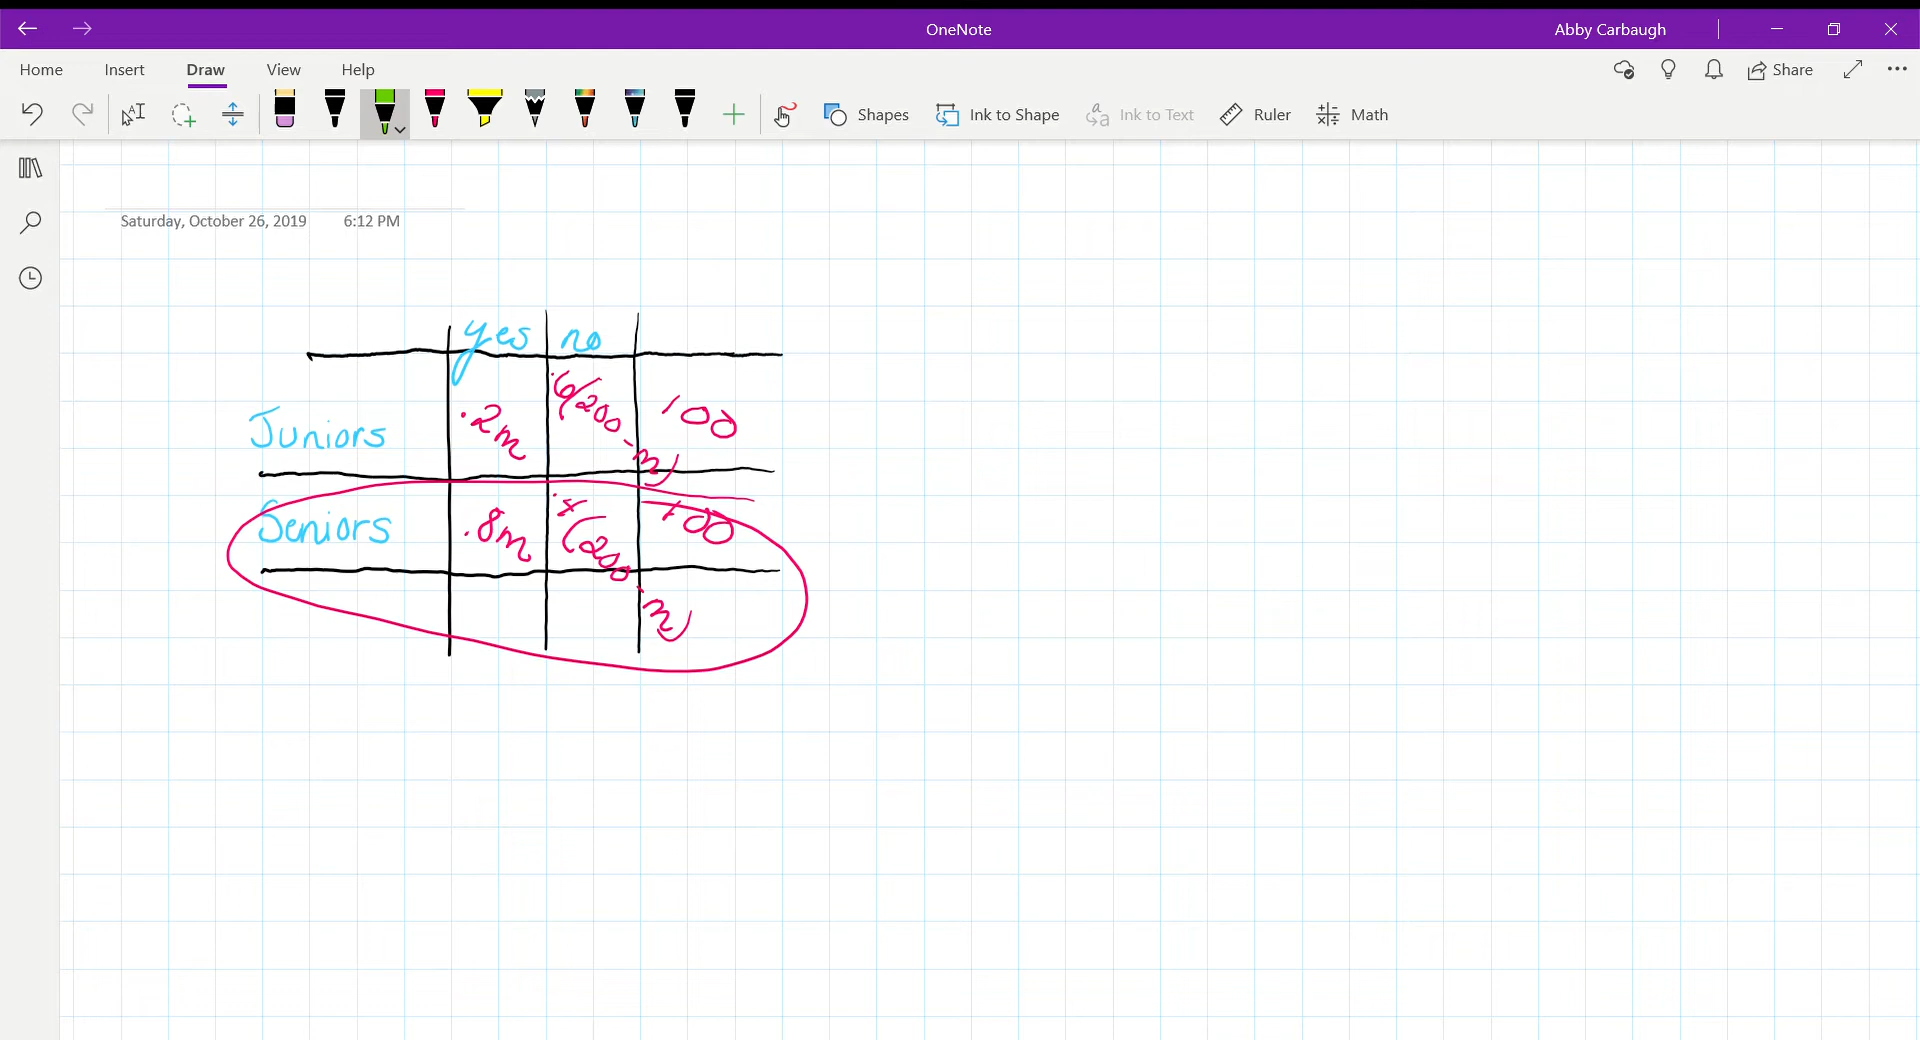 OneNote
Abby Carbaugh
Home Insert Draw View Help
Share
Shapes Ink to Shape Ink to Text Ruler Math
Saturday, October 26, 2019 6:12 PM
yes no
Juniors .2m .6(200-m) 100
Seniors .8m .4(200-m) 100